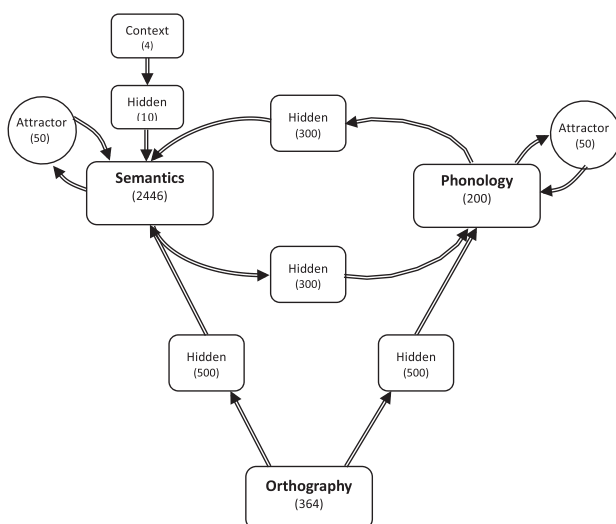 Context
(4)
Hidden
(10)
Attractor
(50)
Hidden
(300)
Attractor
(50)
Semantics
(2446)
Phonology
(200)
Hidden
(300)
Hidden
(500)
Hidden
(500)
Orthography
(364)